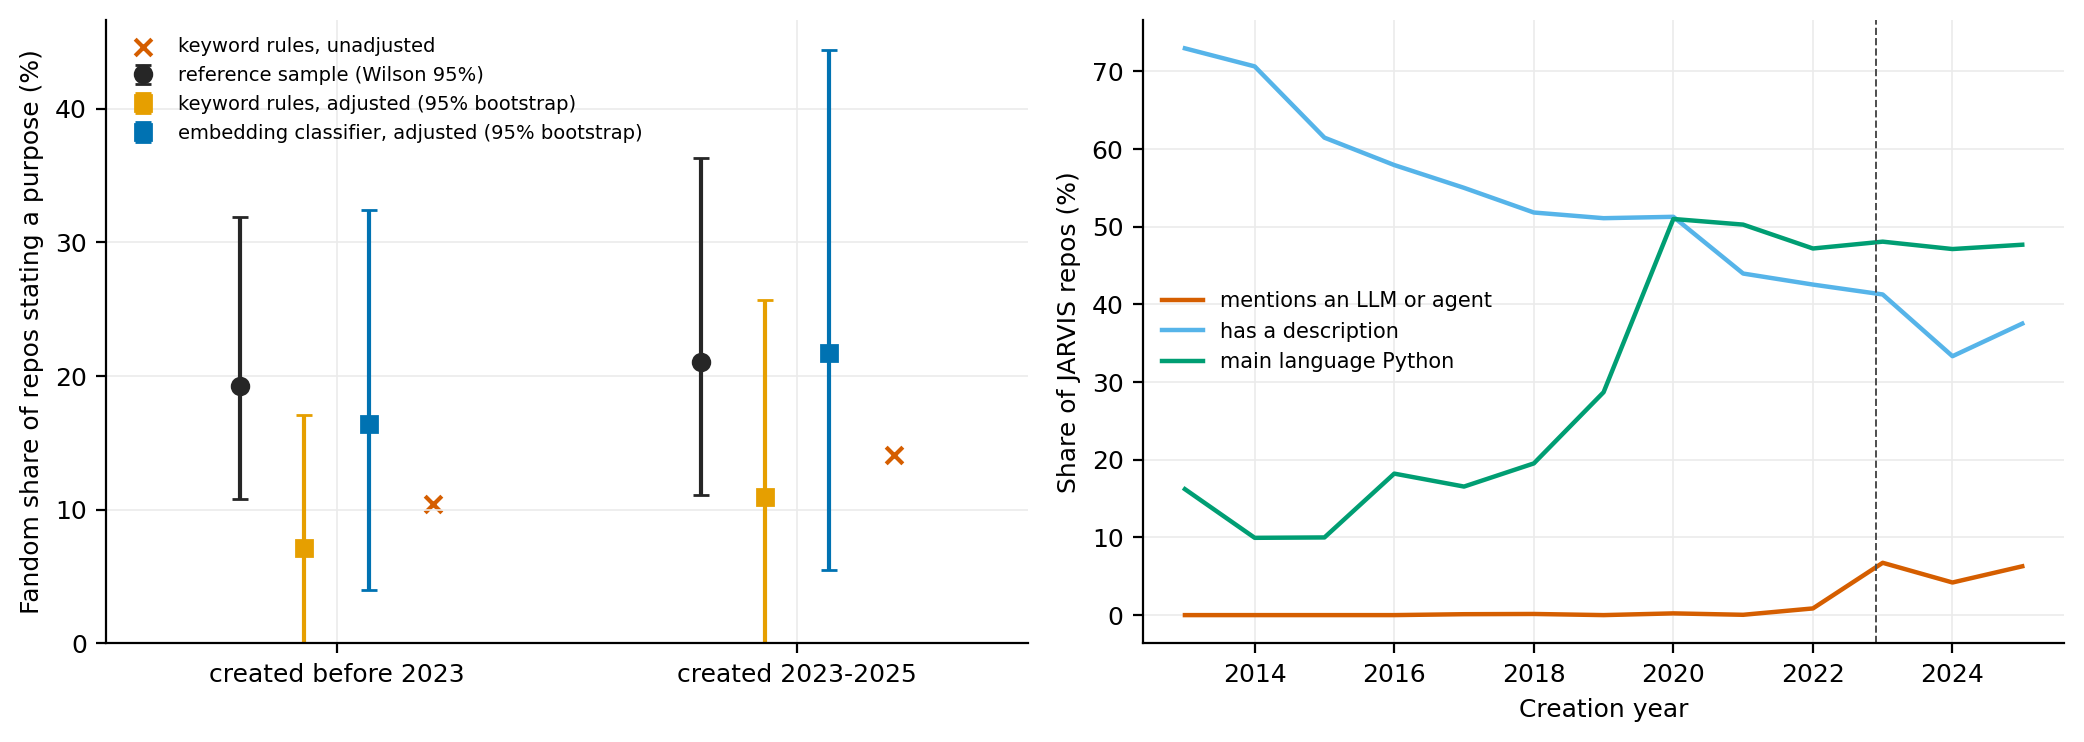 Fandom share of repos stating a purpose (%)
40
30
20
10
0
keyword rules, unadjusted
reference sample (Wilson 95%)
keyword rules, adjusted (95% bootstrap)
embedding classifier, adjusted (95% bootstrap)
created before 2023
created 2023-2025
Share of JARVIS repos (%)
70
60
50
40
30
20
10
0
mentions an LLM or agent
has a description
main language Python
2014
2016
2018
2020
2022
2024
Creation year